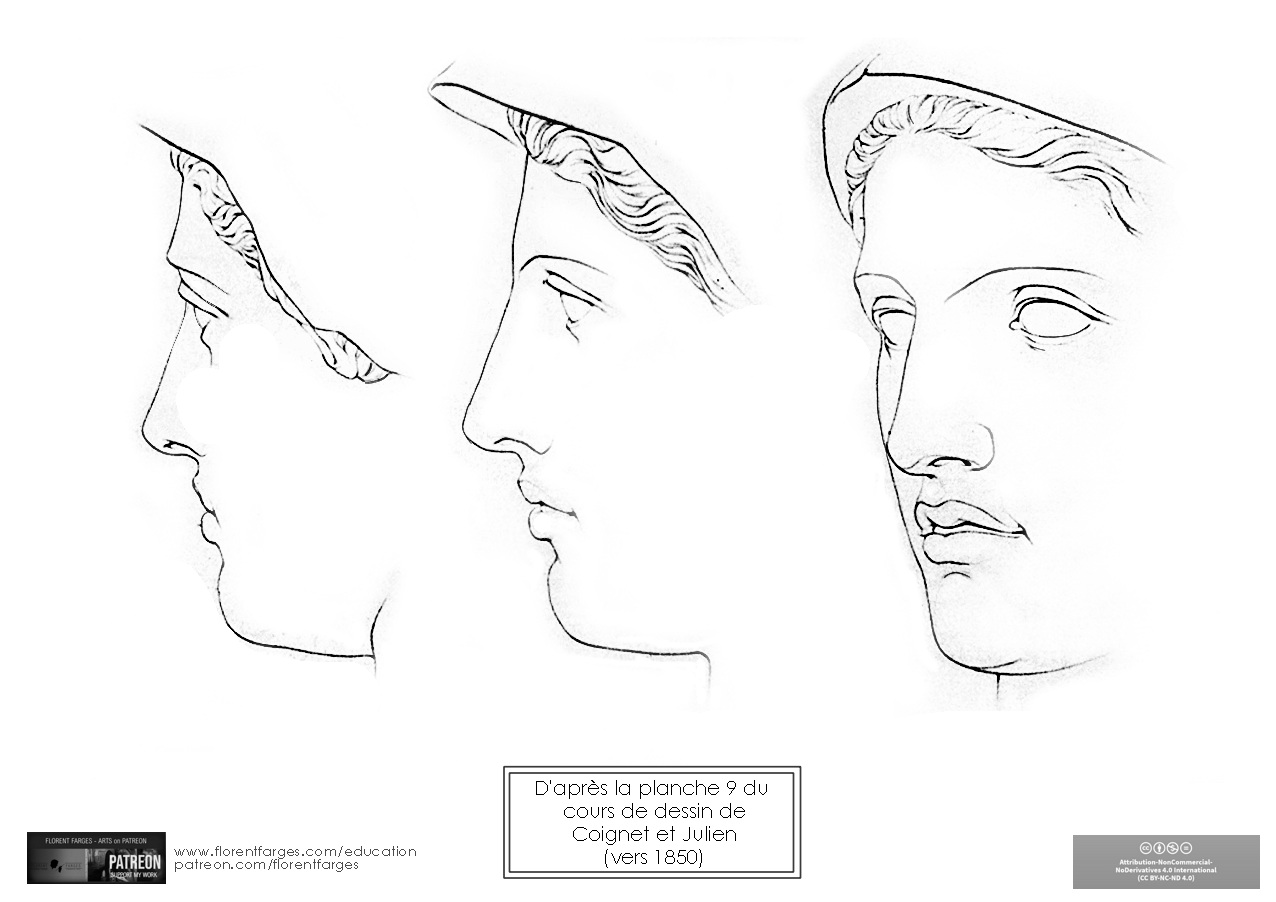 D'après la planche 9 du
cours de dessin de
Coignet et Julien
(vers 1850)
FLORENT FARGES - ARTS on PATREON
PATREON
SUPPORT MY WORK
www.florentfarges.com/education
patreon.com/florentfarges
Attribution-NonCommercial-
NoDerivatives 4.0 International
(CC BY-NC-ND 4.0)